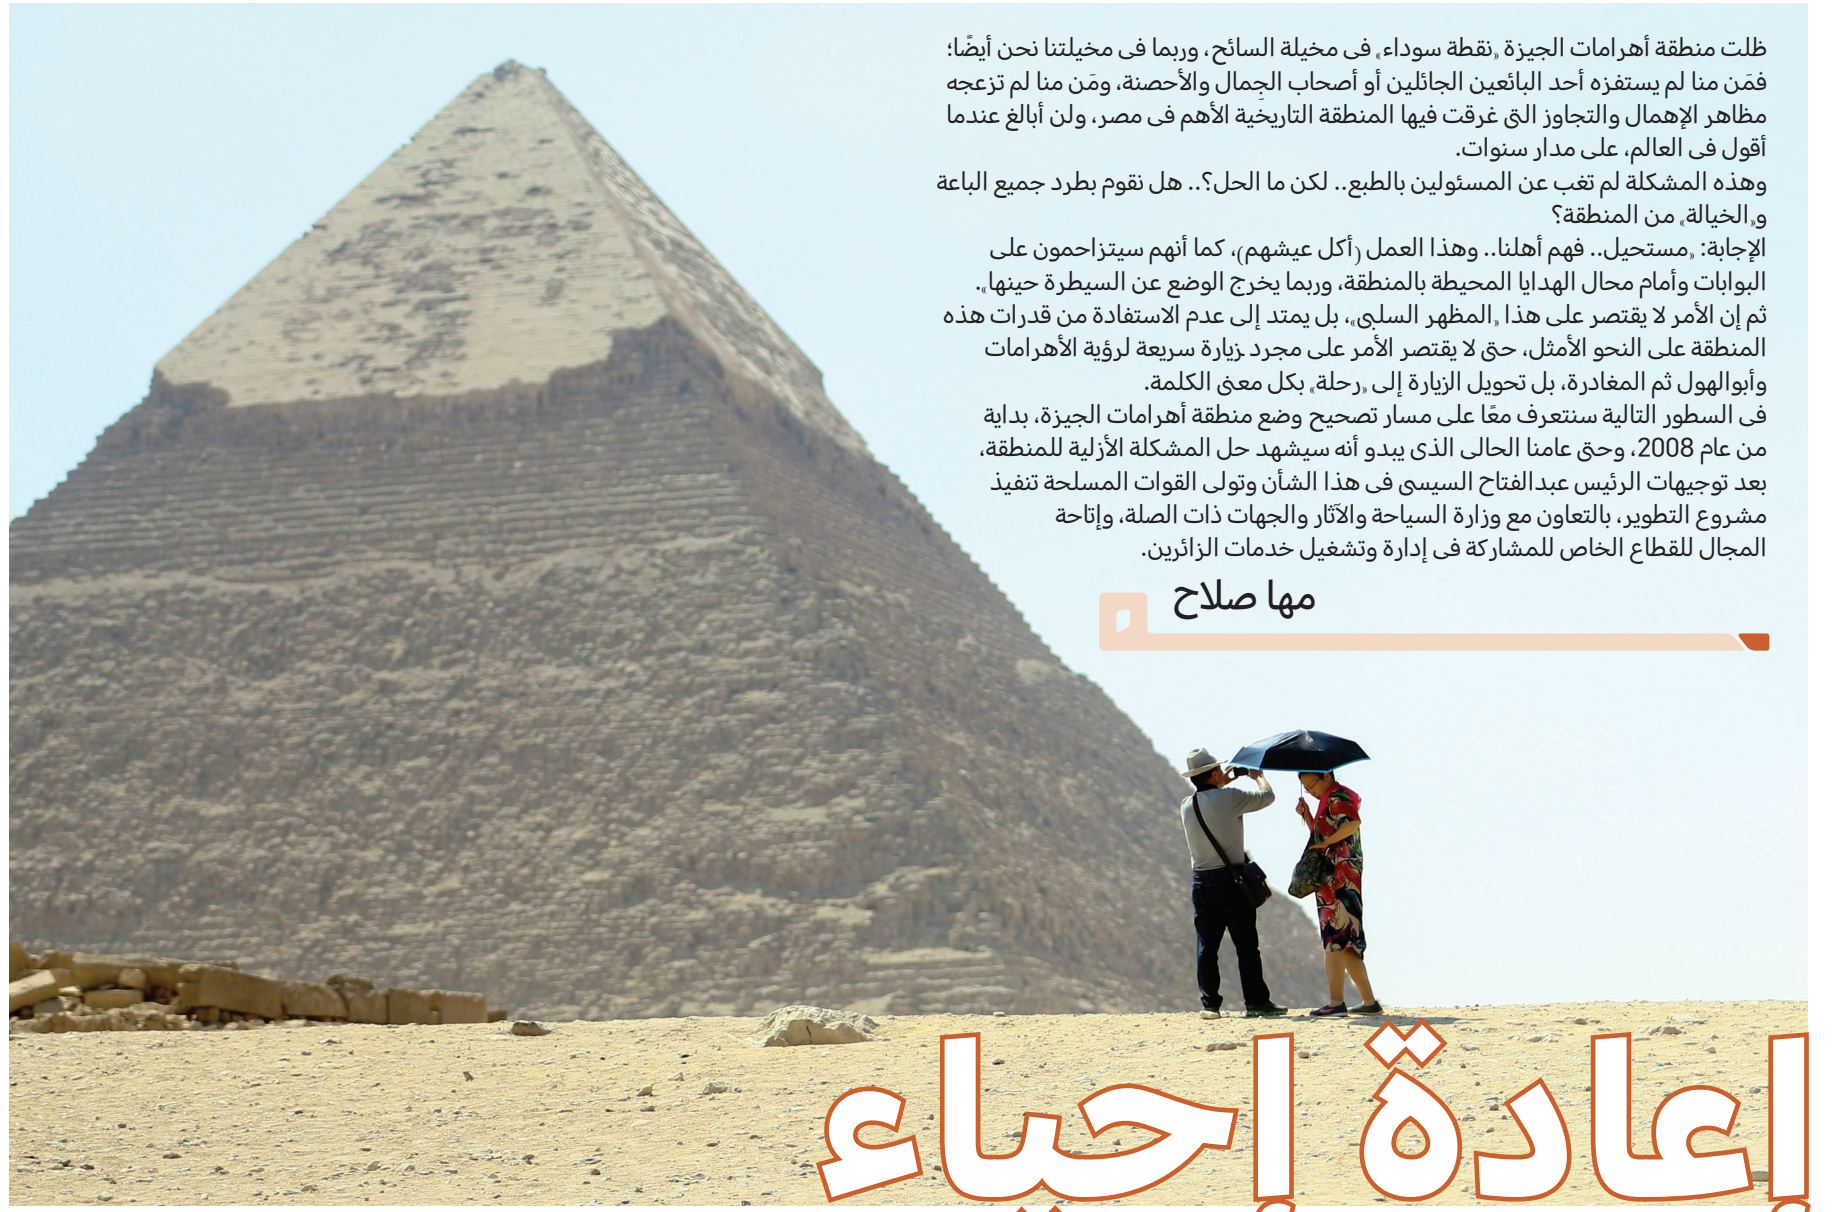 ظلت منطقة أهرامات الجيزة «نقطة سوداء» فى مخيلة السائح، وربما فى مخيلتنا نحن أيضًا؛
فمَن منا لم يستفزه أحد البائعين الجائلين أو أصحاب الجِمال والأحصنة، ومَن منا لم تزعجه
مظاهر الإهمال والتجاوز التى غرقت فيها المنطقة التاريخية الأهم فى مصر، ولن أبالغ عندما
أقول فى العالم، على مدار سنوات.
وهذه المشكلة لم تغب عن المسئولين بالطبع.. لكن ما الحل؟.. هل نقوم بطرد جميع الباعة
و«الخيالة» من المنطقة؟
الإجابة: «مستحيل.. فهم أهلنا.. وهذا العمل (أكل عيشهم)، كما أنهم سيتزاحمون على
البوابات وأمام محال الهدايا المحيطة بالمنطقة، وربما يخرج الوضع عن السيطرة حينها».
ثم إن الأمر لا يقتصر على هذا «المظهر السلبى»، بل يمتد إلى عدم الاستفادة من قدرات هذه
المنطقة على النحو الأمثل، حتى لا يقتصر الأمر على مجرد زيارة سريعة لرؤية الأهرامات
وأبوالهول ثم المغادرة، بل تحويل الزيارة إلى «رحلة» بكل معنى الكلمة.
فى السطور التالية سنتعرف معًا على مسار تصحيح وضع منطقة أهرامات الجيزة، بداية
من عام 2008، وحتى عامنا الحالى الذى يبدو أنه سيشهد حل المشكلة الأزلية للمنطقة،
بعد توجيهات الرئيس عبدالفتاح السيسى فى هذا الشأن وتولى القوات المسلحة تنفيذ
مشروع التطوير، بالتعاون مع وزارة السياحة والآثار والجهات ذات الصلة، وإتاحة
المجال للقطاع الخاص للمشاركة فى إدارة وتشغيل خدمات الزائرين.
مها صلاح
إعادة إحياء